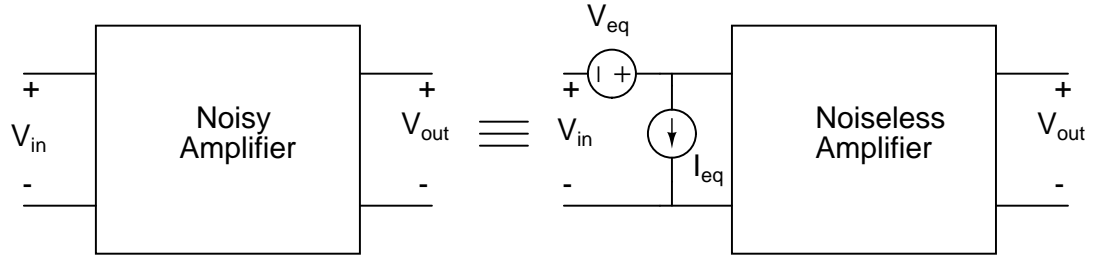 V_eq
+ + - + + +
V_in Noisy Amplifier V_out V_in Noiseless Amplifier V_out
I_eq
- - - -